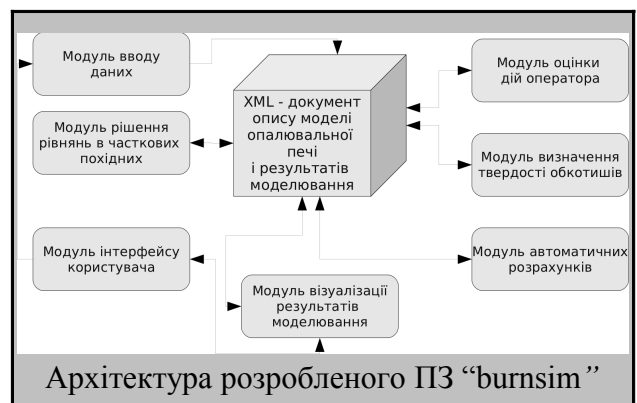 Модуль вводу
даних
Модуль рішення
рівнянь в часткових
похідних
Модуль інтерфейсу
користувача
XML - документ
опису моделі
опалювальної
печі
і результатів
моделювання
Модуль візуалізації
результатів
моделювання
Модуль оцінки
дій оператора
Модуль визначення
твердості обкотишів
Модуль автоматичних
розрахунків
Архітектура розробленого ПЗ “burnsim”